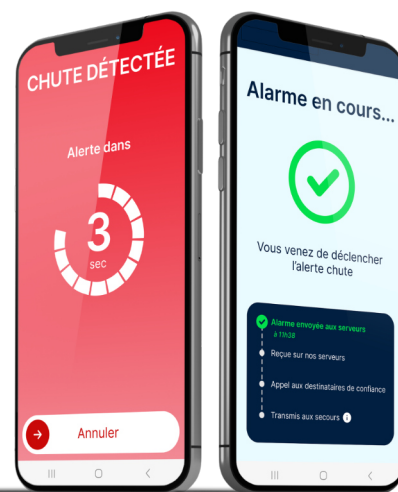 CHUTE DÉTECTÉE
Alerte dans
3
sec
Annuler
Alarme en cours...
Vous venez de déclencher
l'alerte chute
Alarme envoyée aux serveurs
à 11h38
Reçue sur nos serveurs
Appel aux destinataires de confiance
Transmis aux secours